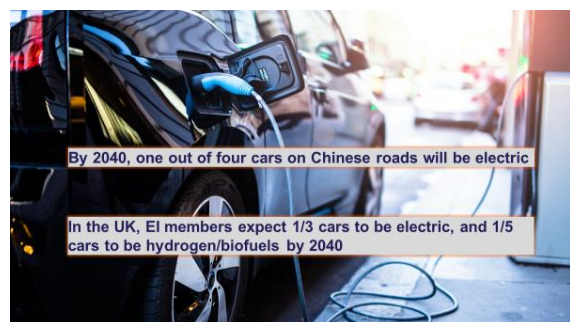 By 2040, one out of four cars on Chinese roads will be electric
In the UK, EI members expect 1/3 cars to be electric, and 1/5
cars to be hydrogen/biofuels by 2040